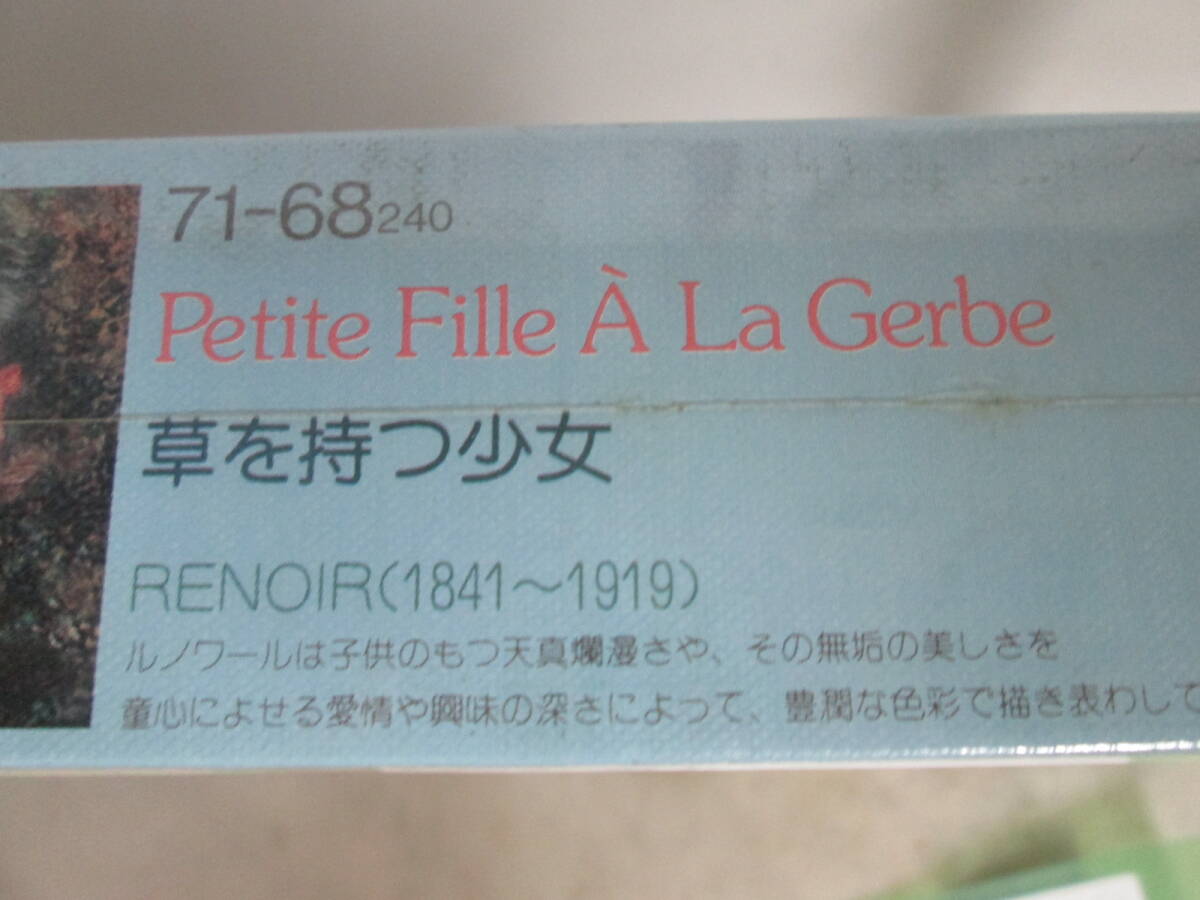 71-68 240
Petite Fille À La Gerbe
草を持つ少女
RENOIR(1841〜1919)
ルノワールは子供のもつ天真爛漫さや、その無垢の美しさを
童心によせる愛情や興味の深さによって、豊潤な色彩で描き表わして